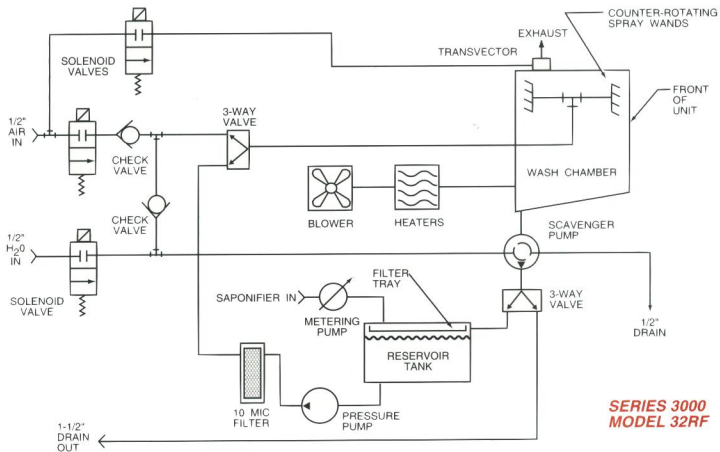 COUNTER-ROTATING
SPRAY WANDS
EXHAUST
TRANSVECTOR
SOLENOID
VALVES
FRONT
OF
UNIT
1/2"
AIR
IN
3-WAY
VALVE
CHECK
VALVE
WASH CHAMBER
CHECK
VALVE
BLOWER
HEATERS
SCAVENGER
PUMP
1/2"
H20
IN
SOLENOID
VALVE
SAPONIFIER IN
FILTER
TRAY
METERING
PUMP
3-WAY
VALVE
1/2"
DRAIN
RESERVOIR
TANK
10 MIC
FILTER
PRESSURE
PUMP
SERIES 3000
MODEL 32RF
1-1/2"
DRAIN
OUT